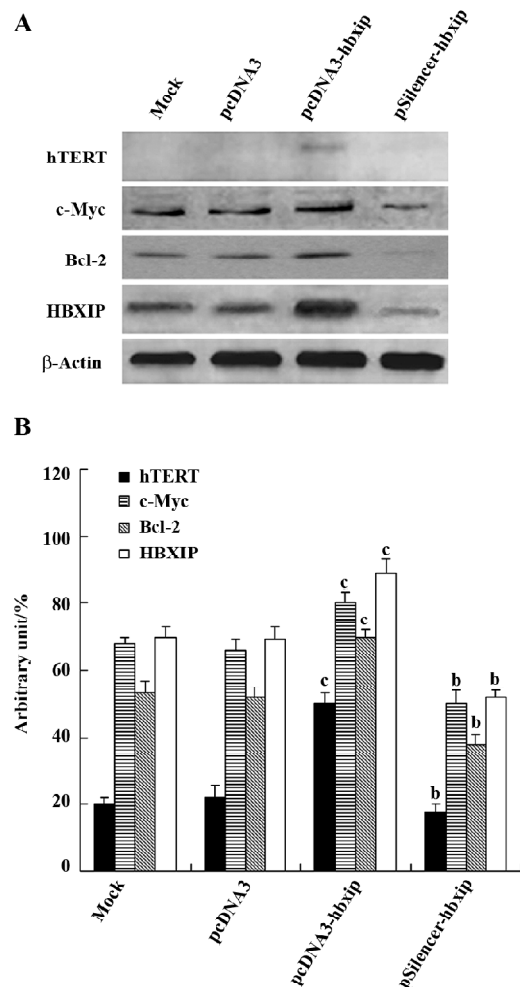 A
Mock
pcDNA3
pcDNA3-hbxip
pSilencer-hbxip
hTERT
c-Myc
Bcl-2
HBXIP
β-Actin
B
120
100
80
60
40
20
0
Arbitrary unit/%
hTERT
c-Myc
Bcl-2
HBXIP
c
c
c
c
b
b
b
b
Mock
pcDNA3
pcDNA3-hbxip
pSilencer-hbxip